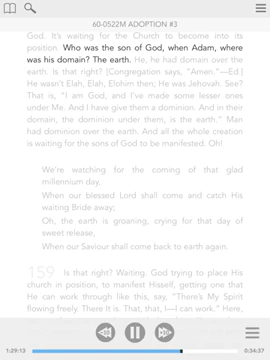 60-0522M ADOPTION #3
God. It's waiting for the Church to become into its
position. Who was the son of God, when Adam, where
was his domain? The earth. He, he had domain over the
earth. Is that right? [Congregation says, "Amen."—Ed.]
He wasn't Elah, Elah, Elohim then; He was Jehovah. See?
That is, "I am God, and I've made some lesser ones
under Me. And I have given them a dominion. And in their
domain, the dominion under them, is the earth." Man
had dominion over the earth. And all the whole creation
is waiting for the sons of God to be manifested. Oh!
We're watching for the coming of that glad
millennium day,
When our blessed Lord shall come and catch His
waiting Bride away;
Oh, the earth is groaning, crying for that day of
sweet release,
When our Saviour shall come back to earth again.
159 Is that right? Waiting. God trying to place His
church in position, to manifest Hisself, getting one that
He can work through like this, say, "There's My Spirit
flowing freely. There It is. That, that, I—I can work." Here,
1:29:13
0:34:37